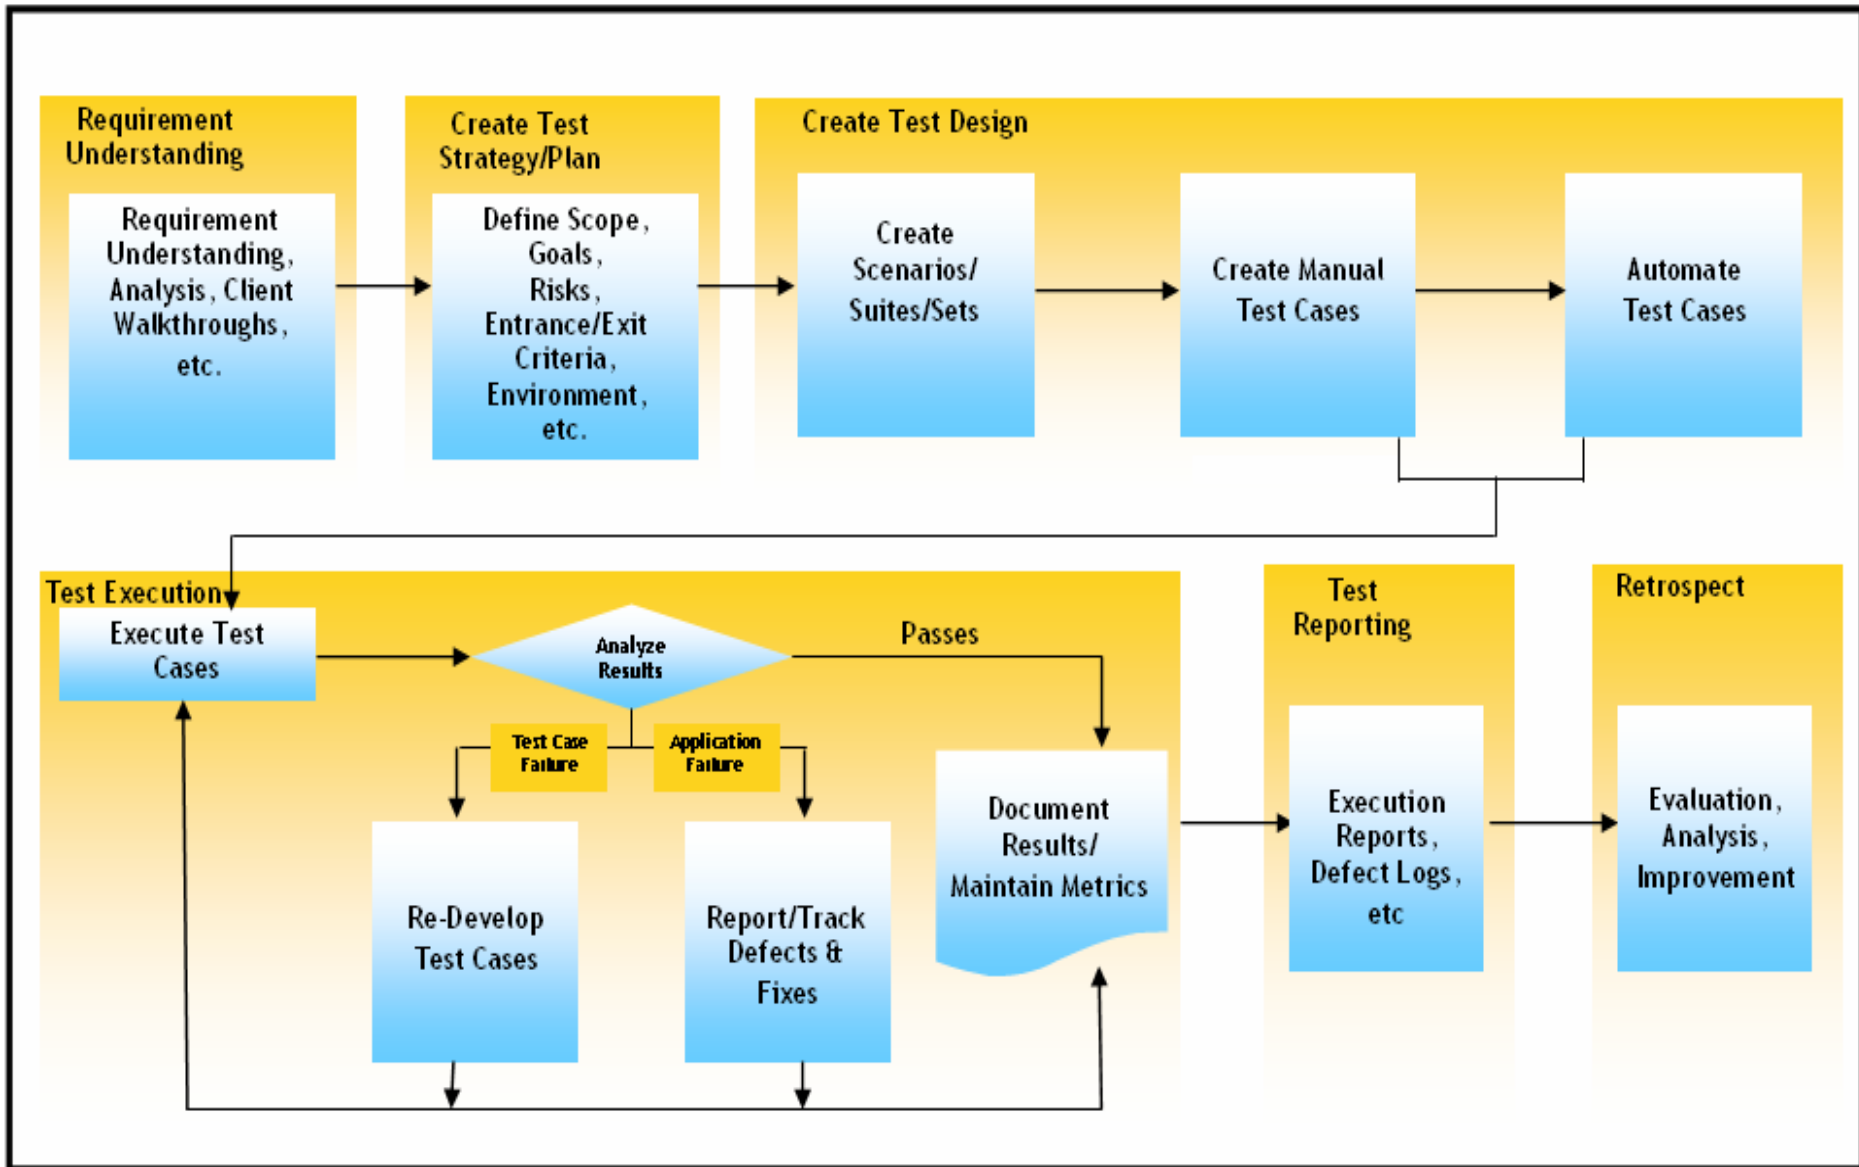 Requirement
Understanding
Requirement
Understanding,
Analysis, Client
Walkthroughs,
etc.
Create Test
Strategy/Plan
Define Scope,
Goals,
Risks,
Entrance/Exit
Criteria,
Environment,
etc.
Create Test Design
Create
Scenarios/
Suites/Sets
Create Manual
Test Cases
Automate
Test Cases
Test Execution
Execute Test
Cases
Analyze
Results
Passes
Test Case
Failure
Application
Failure
Re-Develop
Test Cases
Report/Track
Defects &
Fixes
Document
Results/
Maintain Metrics
Test
Reporting
Execution
Reports,
Defect Logs,
etc
Retrospect
Evaluation,
Analysis,
Improvement